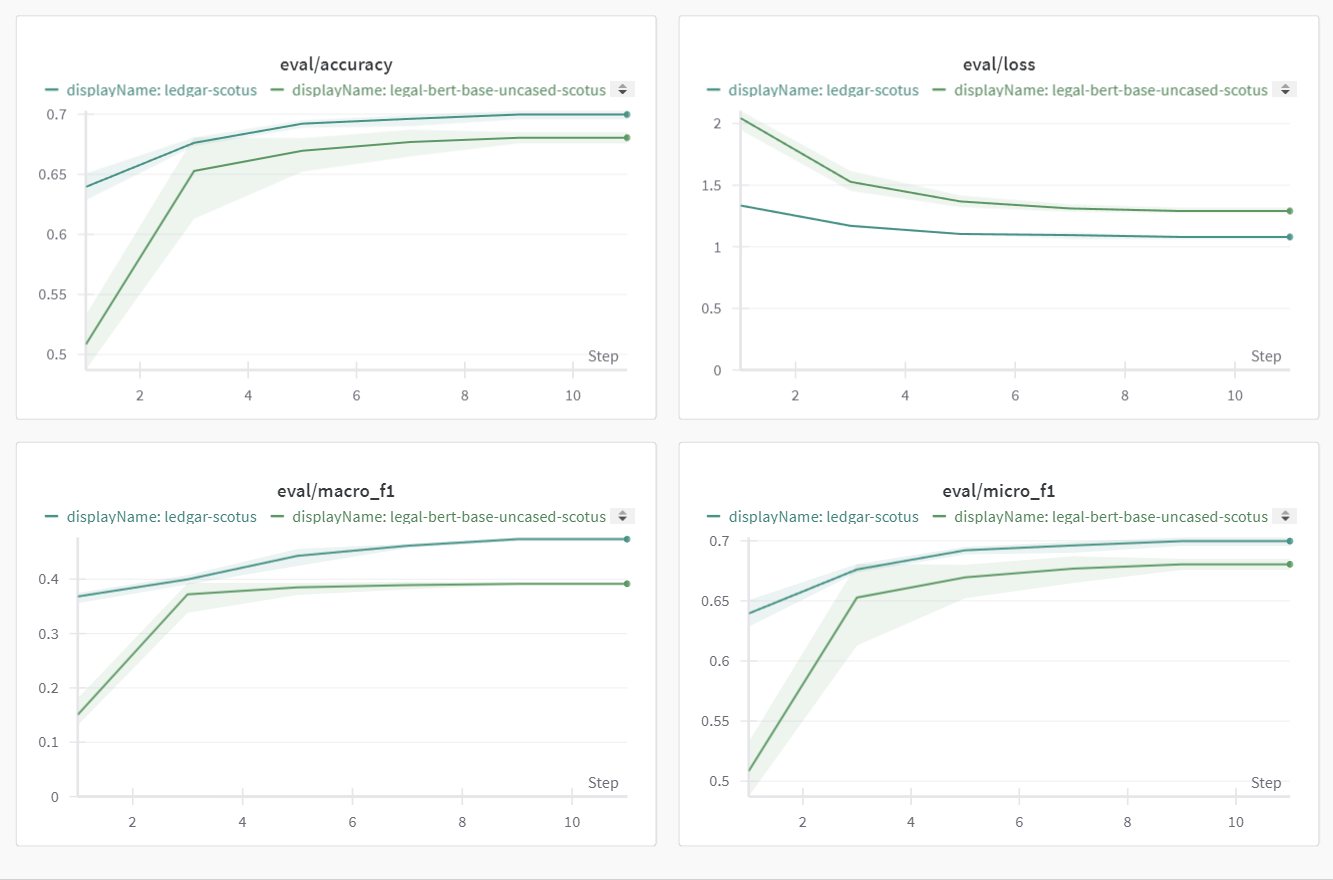 eval/accuracy
displayName: ledgar-scotus displayName: legal-bert-base-uncased-scotus
0.7
0.65
0.6
0.55
0.5
Step
2 4 6 8 10
eval/loss
displayName: ledgar-scotus displayName: legal-bert-base-uncased-scotus
2
1.5
1
0.5
0
Step
2 4 6 8 10
eval/macro_f1
displayName: ledgar-scotus displayName: legal-bert-base-uncased-scotus
0.4
0.3
0.2
0.1
0
Step
2 4 6 8 10
eval/micro_f1
displayName: ledgar-scotus displayName: legal-bert-base-uncased-scotus
0.7
0.65
0.6
0.55
0.5
Step
2 4 6 8 10